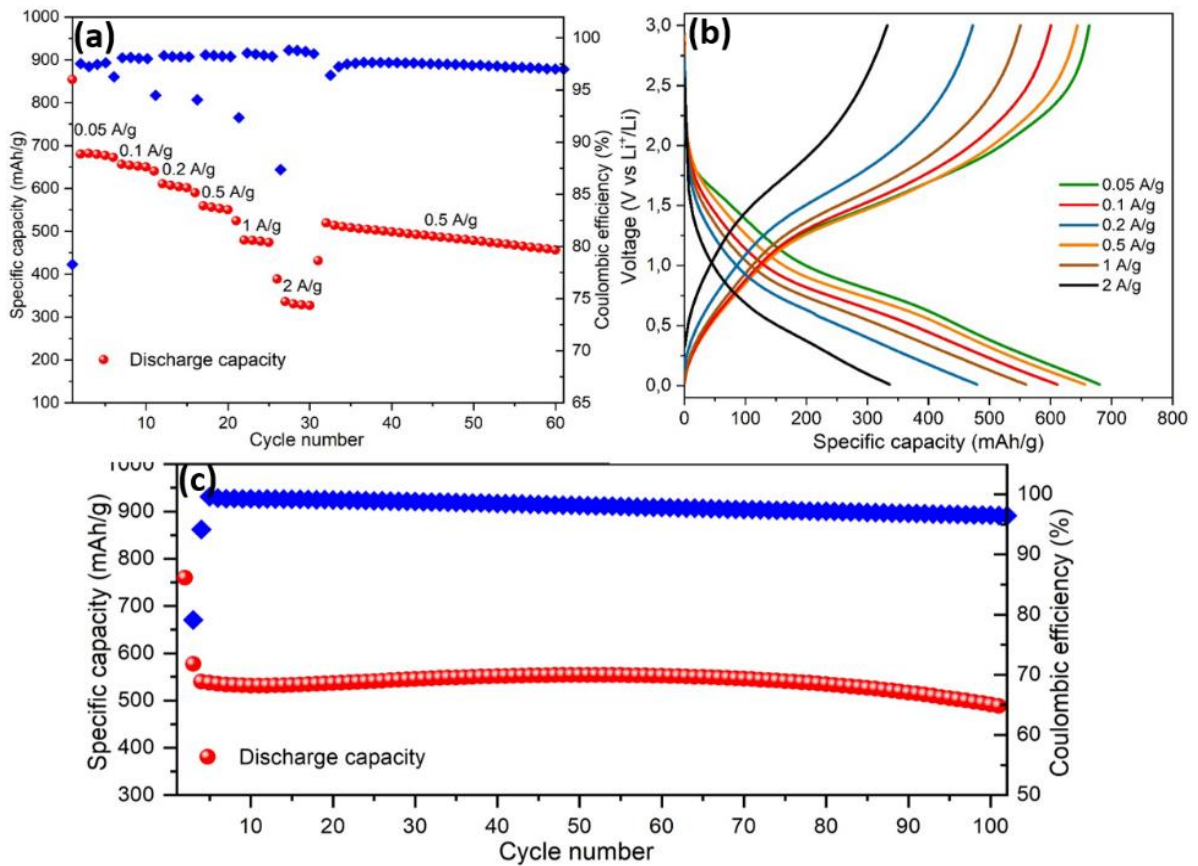 (a)
1000
900
800
700
600
500
400
300
200
100
Specific capacity (mAh/g)
0.05 A/g
0.1 A/g
0.2 A/g
0.5 A/g
1 A/g
2 A/g
0.5 A/g
Discharge capacity
10
20
30
40
50
60
Cycle number
100
95
90
85
80
75
70
65
Coulombic efficiency (%)
(b)
3,0
2,5
2,0
1,5
1,0
0,5
0,0
Voltage (V vs Li⁺/Li)
0.05 A/g
0.1 A/g
0.2 A/g
0.5 A/g
1 A/g
2 A/g
0
100
200
300
400
500
600
700
800
Specific capacity (mAh/g)
(c)
1000
900
800
700
600
500
400
300
Specific capacity (mAh/g)
Discharge capacity
10
20
30
40
50
60
70
80
90
100
Cycle number
100
90
80
70
60
50
Coulombic efficiency (%)